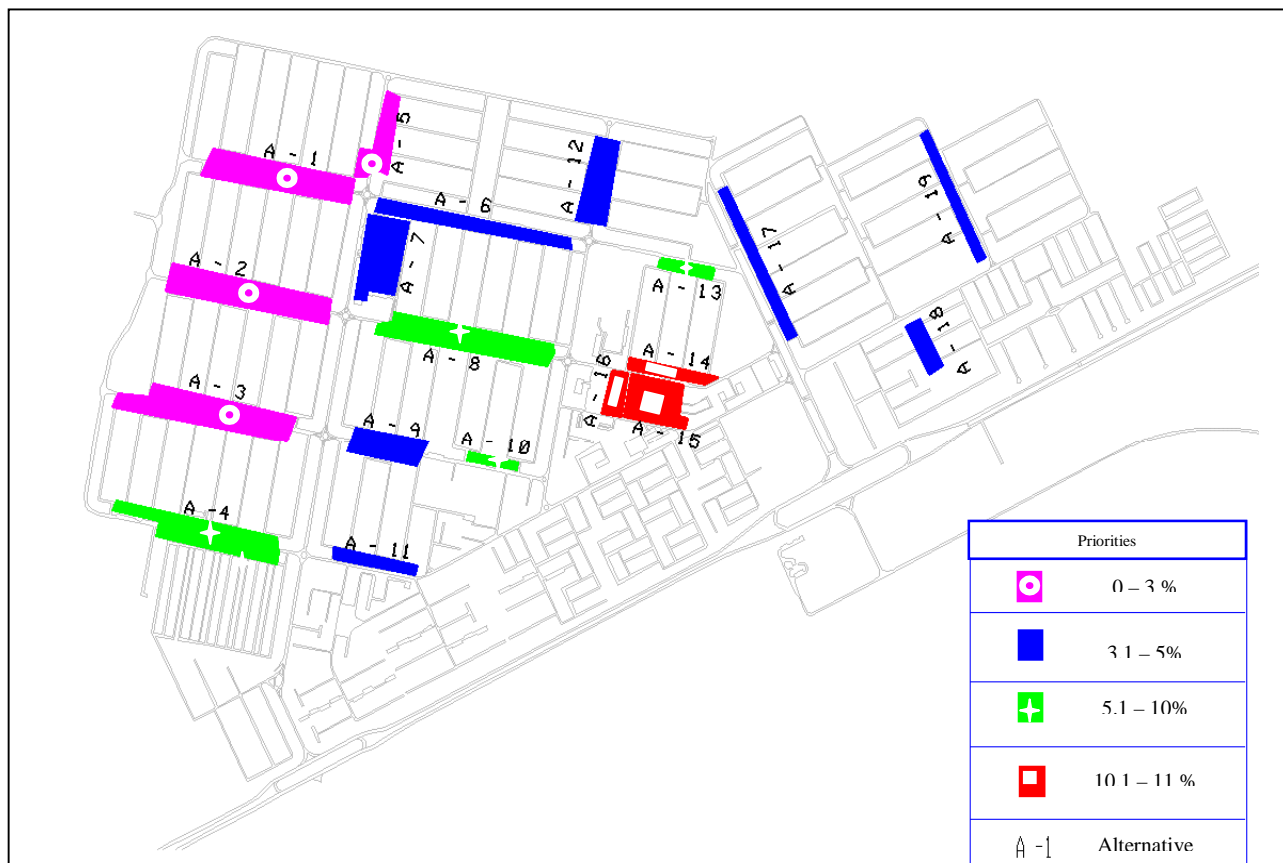 A - 1
A - 5
A - 12
A - 6
A - 7
A - 17
A - 19
A - 2
A - 13
A - 18
A - 8
A - 14
A - 16
A - 3
A - 15
A - 9
A - 10
A -4
A - 11
Priorities
0 – 3 %
3.1 – 5%
5.1 – 10%
10.1 – 11 %
A -1 Alternative